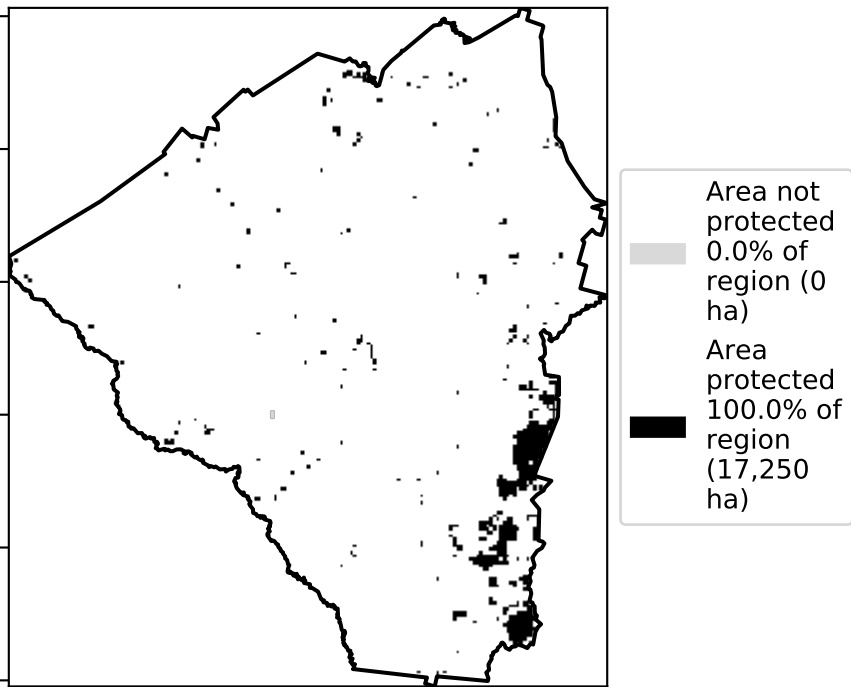 Area not
protected
0.0% of
region (0
ha)
Area
protected
100.0% of
region
(17,250
ha)